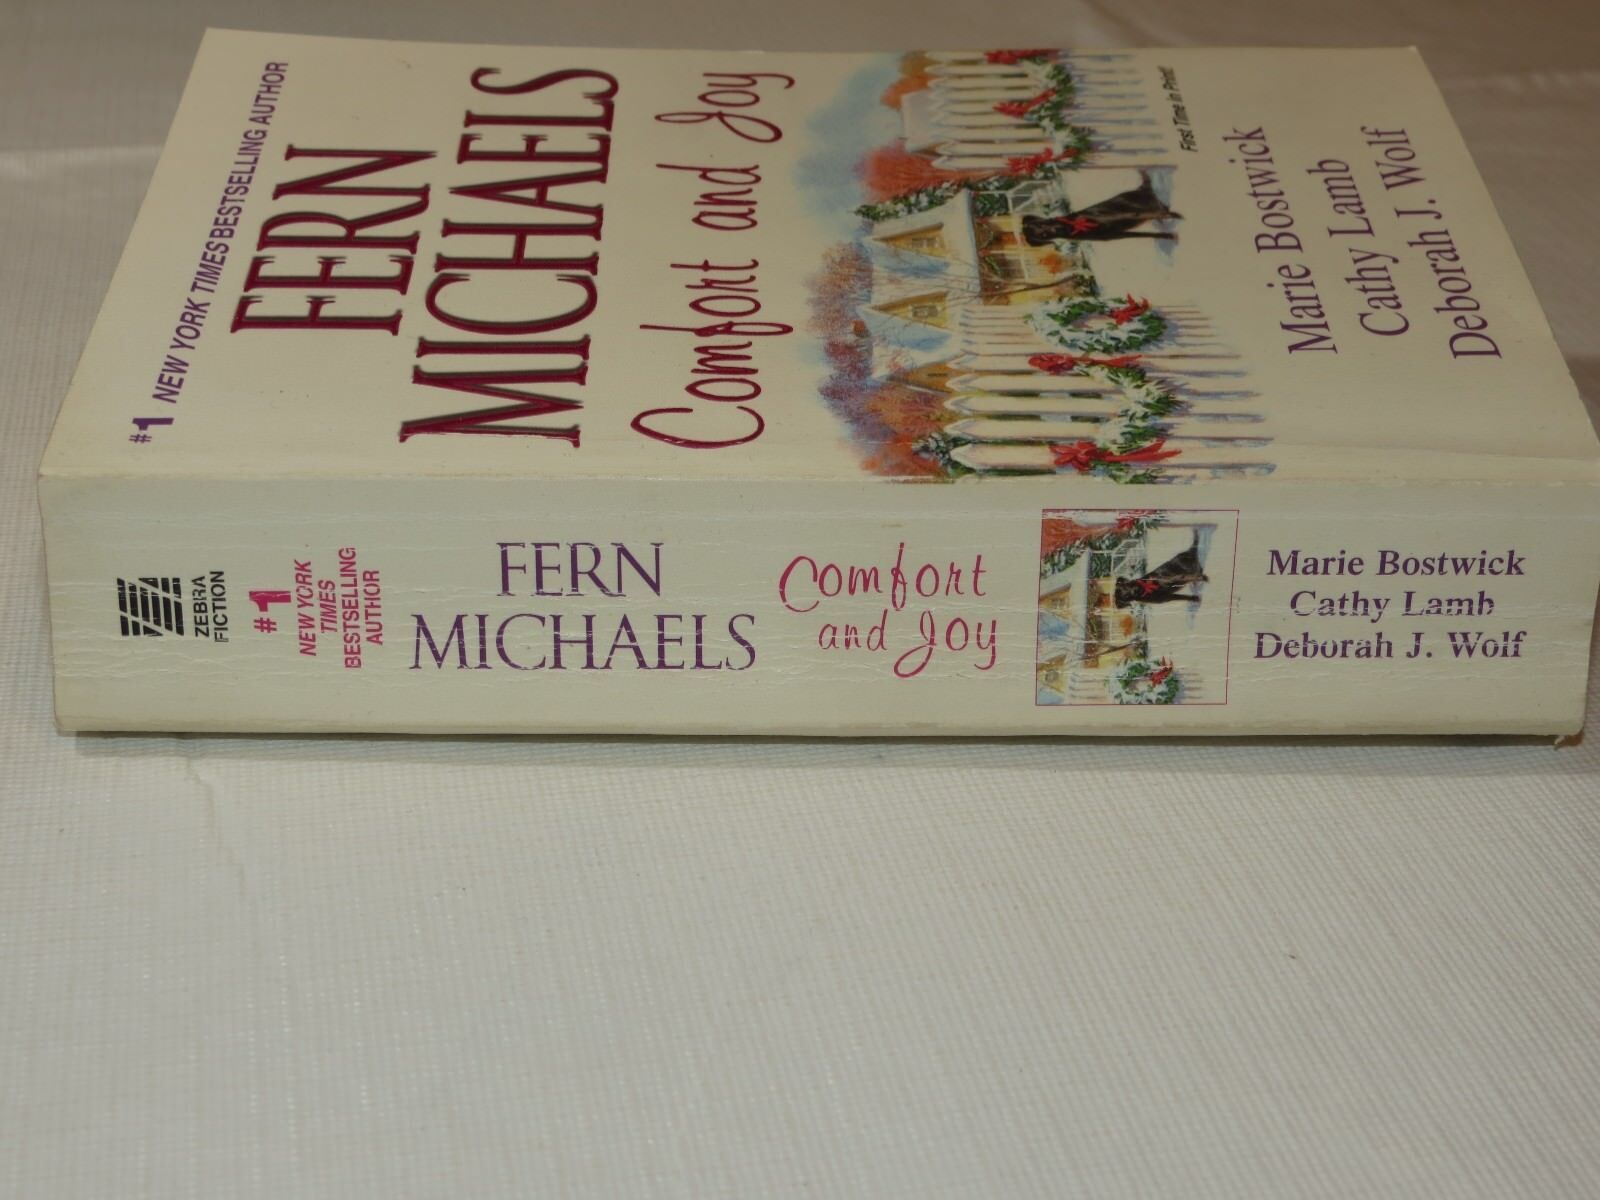 #1 NEW YORK TIMES BESTSELLING AUTHOR
FERN
MICHAELS
Comfort and Joy
First Time in Print!
Marie Bostwick
Cathy Lamb
Deborah J. Wolf
ZEBRA
FICTION
#1
NEW YORK
TIMES
BESTSELLING
AUTHOR
FERN
MICHAELS
Comfort
and Joy
Marie Bostwick
Cathy Lamb
Deborah J. Wolf